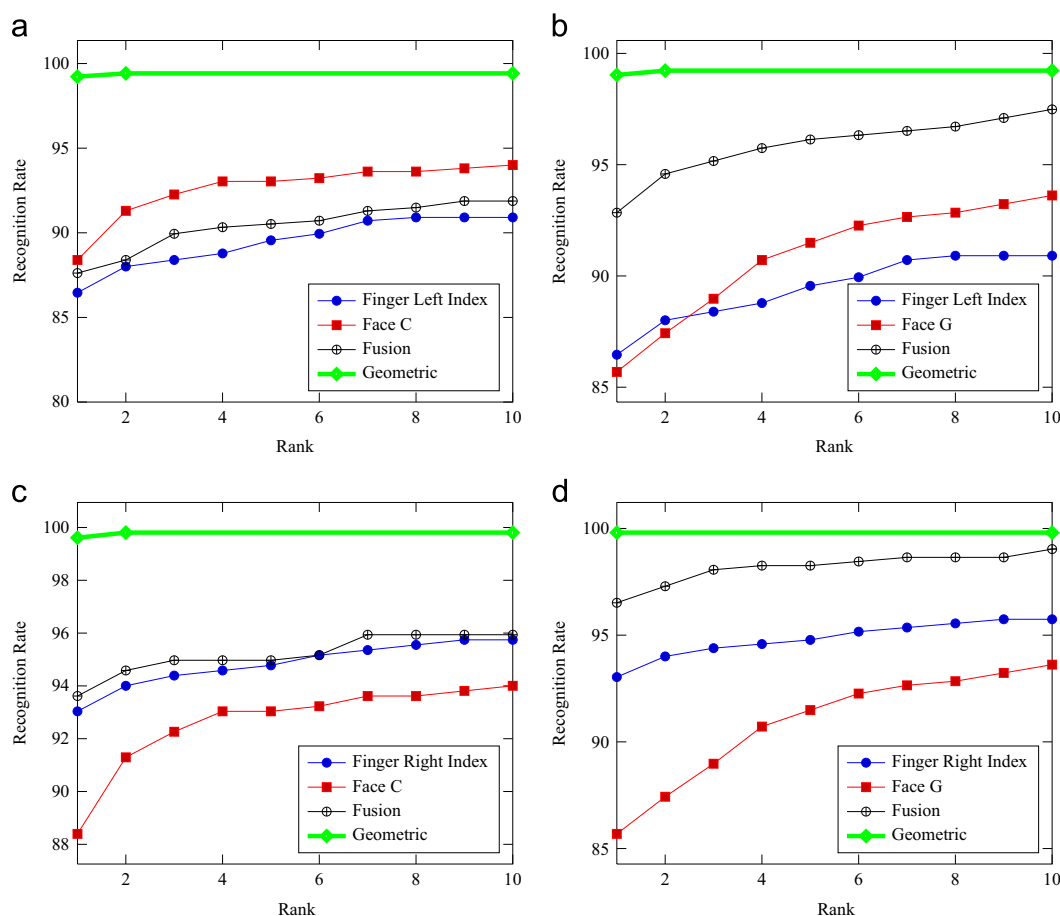 a
100
95
90
85
80
Recognition Rate
Finger Left Index
Face C
Fusion
Geometric
2 4 6 8 10
Rank
b
100
95
90
85
Recognition Rate
Finger Left Index
Face G
Fusion
Geometric
2 4 6 8 10
Rank
c
100
98
96
94
92
90
88
Recognition Rate
Finger Right Index
Face C
Fusion
Geometric
2 4 6 8 10
Rank
d
100
95
90
85
Recognition Rate
Finger Right Index
Face G
Fusion
Geometric
2 4 6 8 10
Rank